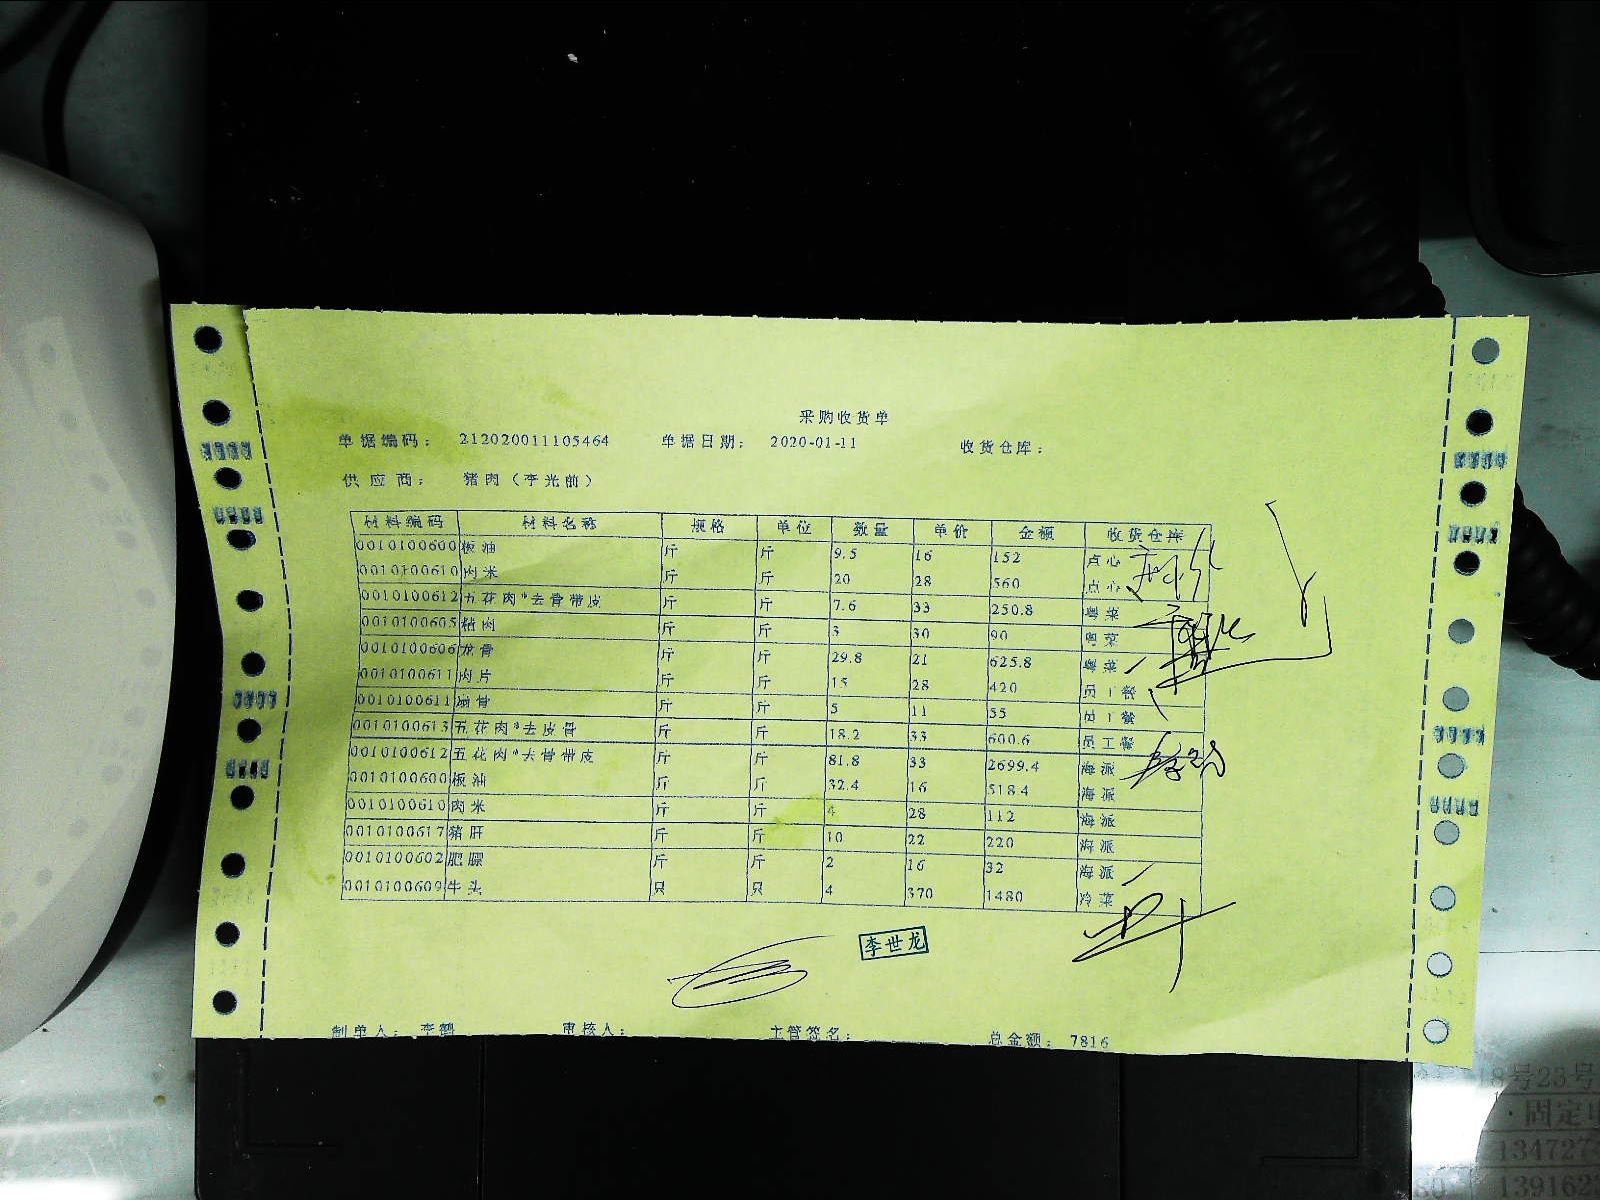 采购收货单
单据编码： 212020011105464 单据日期： 2020-01-11 收货仓库：
供应商： 猪肉（李光前）
材料编码 材料名称 规格 单位 数量 单价 金额 收货仓库
0010100600 板油 斤 斤 9.5 16 152 点心
0010100610 肉米 斤 斤 20 28 560 点心
0010100612 五花肉*去骨带皮 斤 斤 7.6 33 250.8 粤菜
0010100605 精肉 斤 斤 3 30 90 粤菜
0010100606 龙骨 斤 斤 29.8 21 625.8 粤菜
0010100611 肉片 斤 斤 15 28 420 员工餐
0010100611 骨 斤 斤 5 11 55 员工餐
0010100613 五花肉*去皮骨 斤 斤 18.2 33 600.6 员工餐
0010100612 五花肉*去骨带皮 斤 斤 81.8 33 2699.4 海派
0010100600 板油 斤 斤 32.4 16 518.4 海派
0010100610 肉米 斤 斤 4 28 112 海派
0010100617 猪肝 斤 斤 10 22 220 海派
0010100602 肥膘 斤 斤 2 16 32 海派
0010100609 牛头 只 只 4 370 1480 冷菜
李世龙
制单人： 李鹤 审核人： 主管签名： 总金额： 7816
18号23号
固定
13472
80 13916